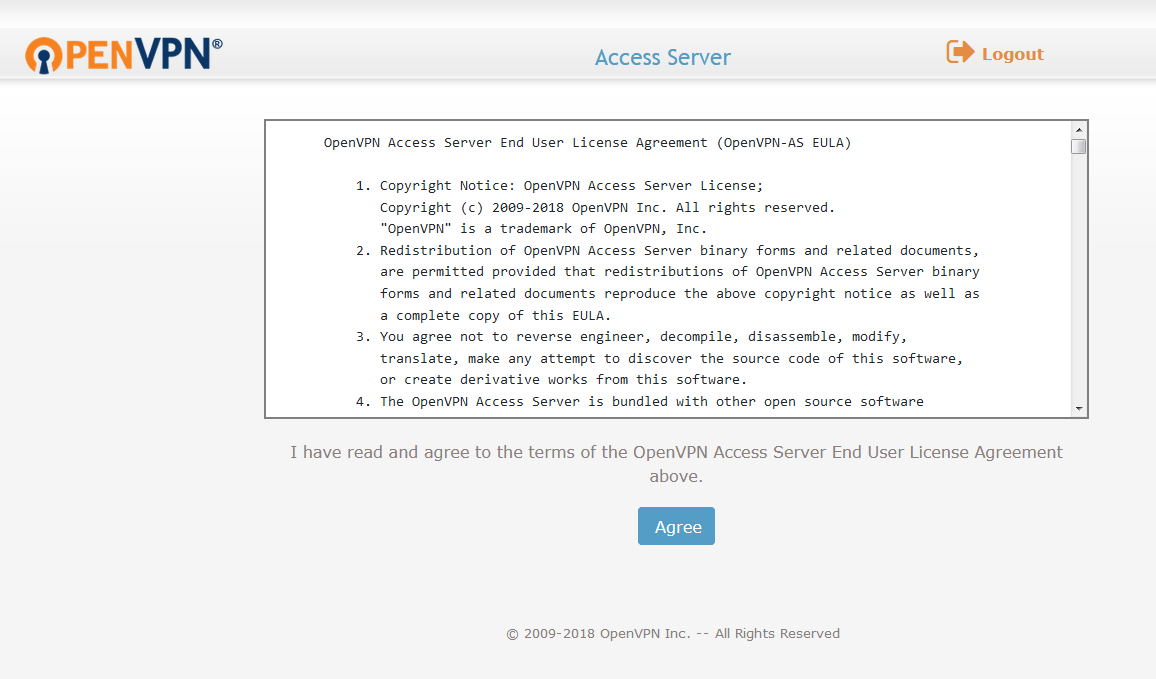 OPENVPN®
Access Server
Logout
OpenVPN Access Server End User License Agreement (OpenVPN-AS EULA)
1. Copyright Notice: OpenVPN Access Server License;
Copyright (c) 2009-2018 OpenVPN Inc. All rights reserved.
"OpenVPN" is a trademark of OpenVPN, Inc.
2. Redistribution of OpenVPN Access Server binary forms and related documents,
are permitted provided that redistributions of OpenVPN Access Server binary
forms and related documents reproduce the above copyright notice as well as
a complete copy of this EULA.
3. You agree not to reverse engineer, decompile, disassemble, modify,
translate, make any attempt to discover the source code of this software,
or create derivative works from this software.
4. The OpenVPN Access Server is bundled with other open source software
I have read and agree to the terms of the OpenVPN Access Server End User License Agreement
above.
Agree
© 2009-2018 OpenVPN Inc. -- All Rights Reserved